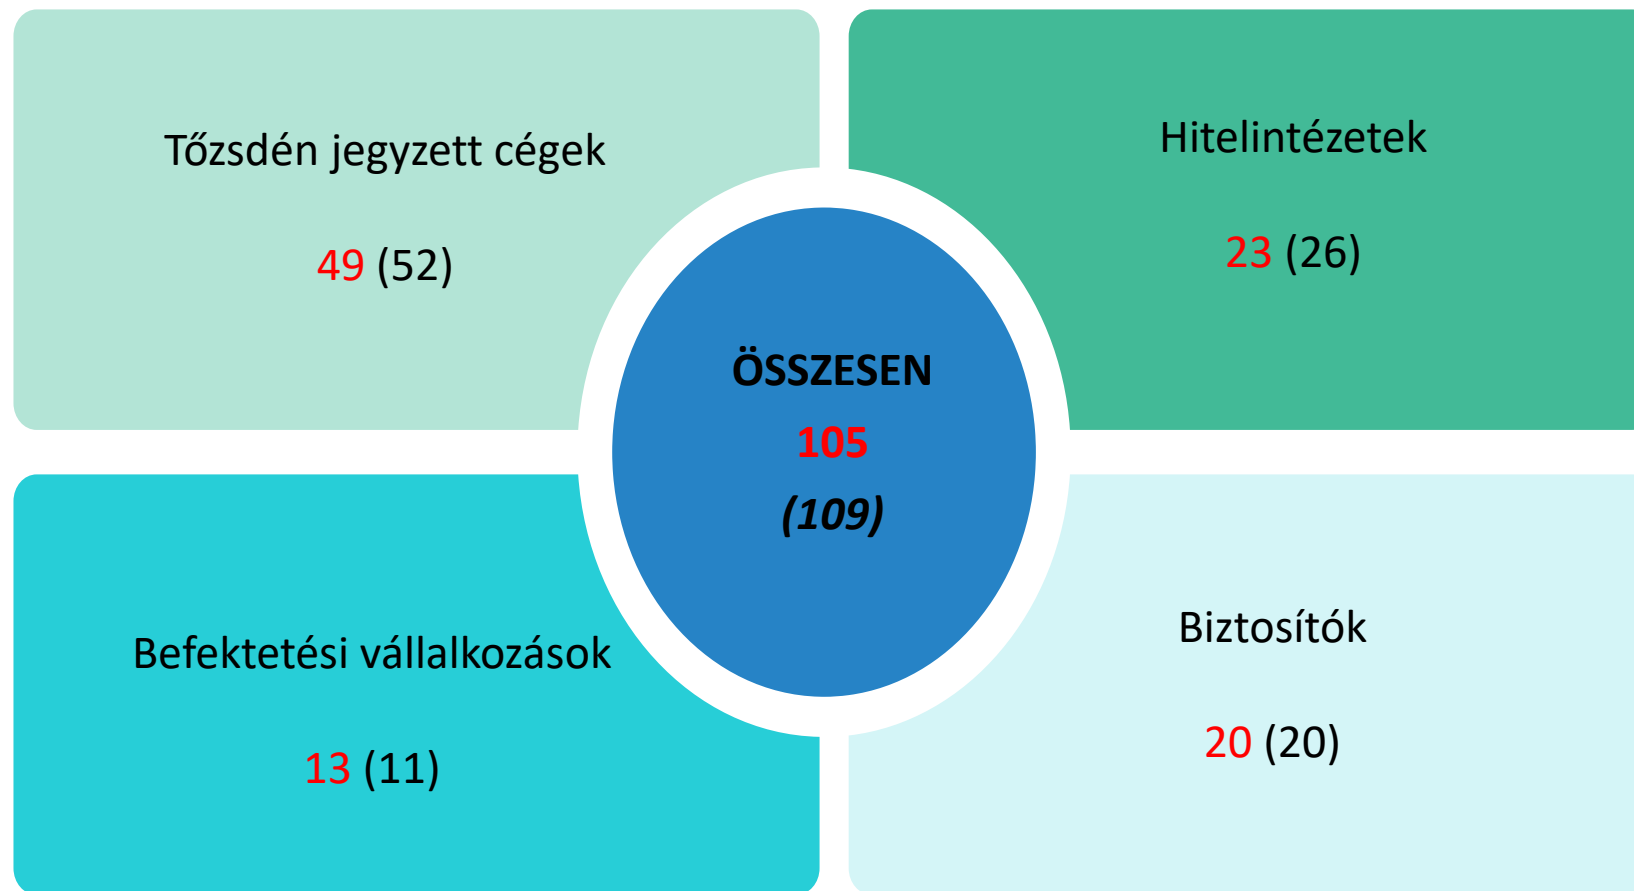 Tőzsdén jegyzett cégek
49 (52)
Hitelintézetek
23 (26)
ÖSSZESEN
105
(109)
Befektetési vállalkozások
13 (11)
Biztosítók
20 (20)